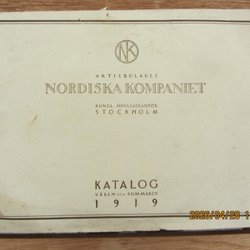 NK
AKTIEBOLAGET
NORDISKA KOMPANIET
KUNGL. HOVLEVERANTÖR
STOCKHOLM
KATALOG
VÅREN OCH SOMMAREN
1919